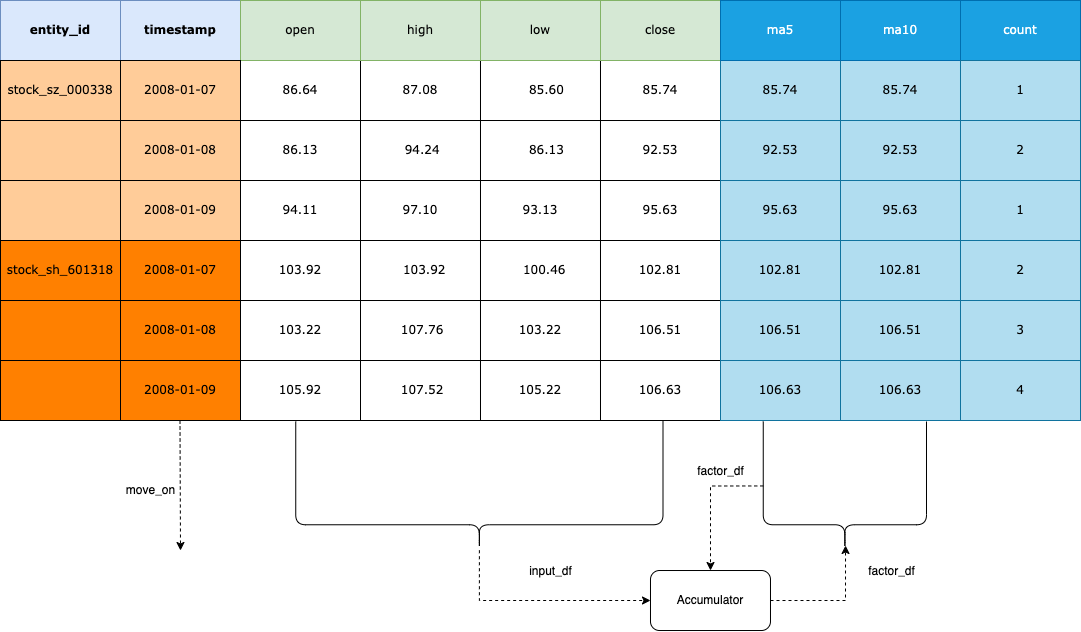 entity_id timestamp open high low close ma5 ma10 count
stock_sz_000338 2008-01-07 86.64 87.08 85.60 85.74 85.74 85.74 1
2008-01-08 86.13 94.24 86.13 92.53 92.53 92.53 2
2008-01-09 94.11 97.10 93.13 95.63 95.63 95.63 1
stock_sh_601318 2008-01-07 103.92 103.92 100.46 102.81 102.81 102.81 2
2008-01-08 103.22 107.76 103.22 106.51 106.51 106.51 3
2008-01-09 105.92 107.52 105.22 106.63 106.63 106.63 4
factor_df
move_on
input_df
factor_df
Accumulator